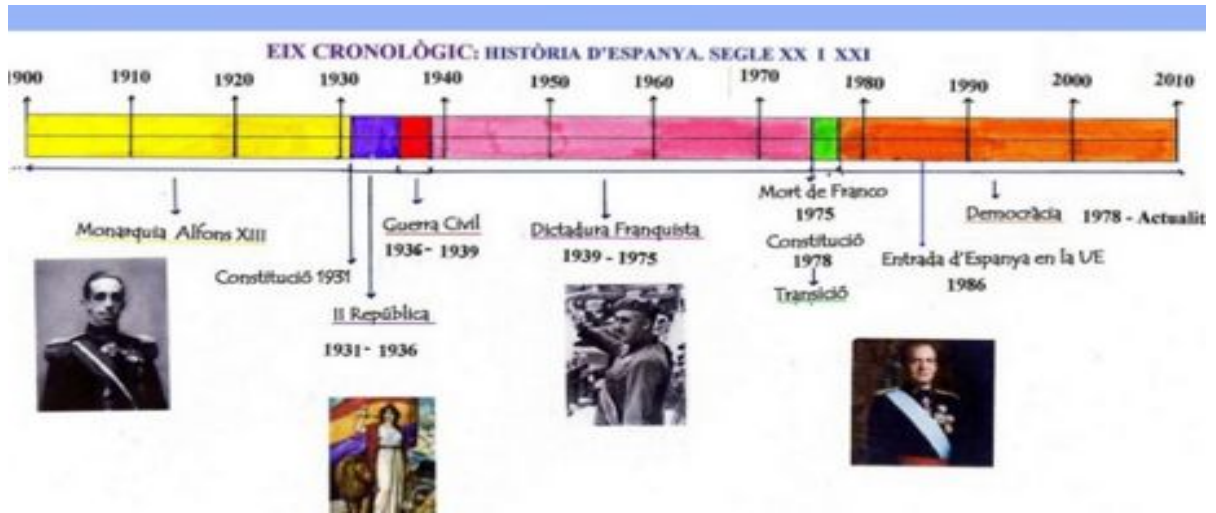 EIX CRONOLÒGIC: HISTÒRIA D'ESPANYA. SEGLE XX I XXI
1900 1910 1920 1930 1940 1950 1960 1970 1980 1990 2000 2010
Monarquia Alfons XIII
Constitució 1931
II República
1931- 1936
Guerra Civil
1936- 1939
Dictadura Franquista
1939 - 1975
Mort de Franco
1975
Constitució
1978
Transició
Entrada d'Espanya en la UE
1986
Democràcia 1978 - Actualit